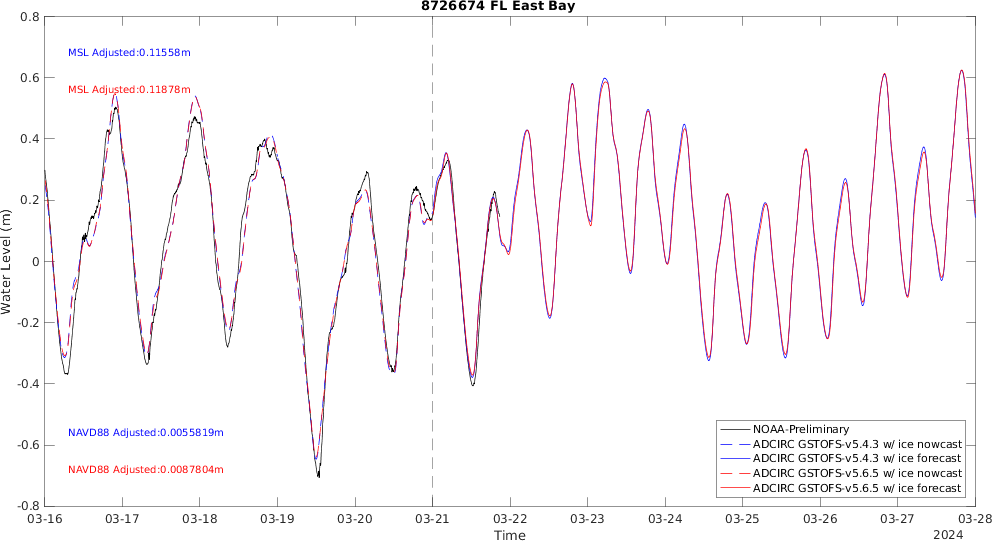 8726674 FL East Bay
0.8
0.6
0.4
0.2
0
-0.2
-0.4
-0.6
-0.8
Water Level (m)
MSL Adjusted:0.11558m
MSL Adjusted:0.11878m
NAVD88 Adjusted:0.0055819m
NAVD88 Adjusted:0.0087804m
NOAA-Preliminary
ADCIRC GSTOFS-v5.4.3 w/ ice nowcast
ADCIRC GSTOFS-v5.4.3 w/ ice forecast
ADCIRC GSTOFS-v5.6.5 w/ ice nowcast
ADCIRC GSTOFS-v5.6.5 w/ ice forecast
03-16 03-17 03-18 03-19 03-20 03-21 03-22 03-23 03-24 03-25 03-26 03-27 03-28
Time
2024